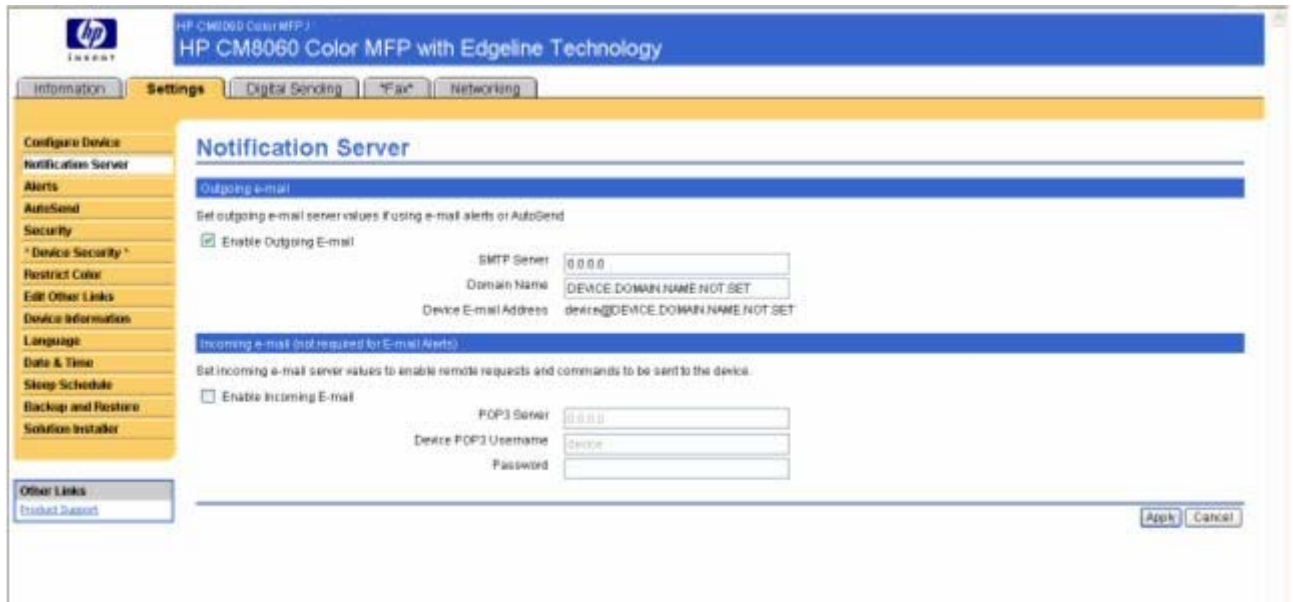 hp
invent
HP CM8060 Color MFP /
HP CM8060 Color MFP with Edgeline Technology
Information
Settings
Digital Sending
*Fax*
Networking
Configure Device
Notification Server
Alerts
AutoSend
Security
* Device Security *
Restrict Color
Edit Other Links
Device Information
Language
Date & Time
Sleep Schedule
Backup and Restore
Solution Installer
Other Links
Product Support
Notification Server
Outgoing e-mail
Set outgoing e-mail server values if using e-mail alerts or AutoSend
Enable Outgoing E-mail
SMTP Server 0.0.0.0
Domain Name DEVICE.DOMAIN.NAME.NOT.SET
Device E-mail Address device@DEVICE.DOMAIN.NAME.NOT.SET
Incoming e-mail (not required for E-mail Alerts)
Set incoming e-mail server values to enable remote requests and commands to be sent to the device.
Enable Incoming E-mail
POP3 Server 0.0.0.0
Device POP3 Username device
Password
Apply Cancel